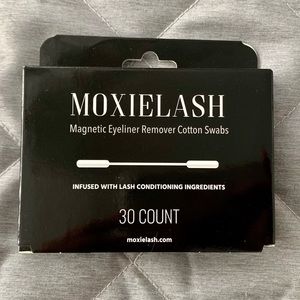 MOXIELASH
Magnetic Eyeliner Remover Cotton Swabs
INFUSED WITH LASH CONDITIONING INGREDIENTS
30 COUNT
moxielash.com